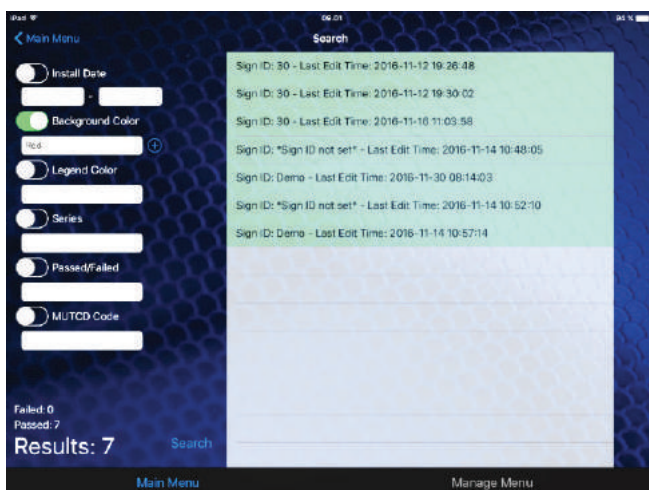 iPad
09.01
94 %
Main Menu
Search
Install Date
-
Background Color
Red
Legend Color
Series
Passed/Failed
MUTCD Code
Failed: 0
Passed: 7
Results: 7
Search
Sign ID: 30 - Last Edit Time: 2016-11-12 19:26:48
Sign ID: 30 - Last Edit Time: 2016-11-12 19:30:02
Sign ID: 30 - Last Edit Time: 2016-11-16 11:03:58
Sign ID: *Sign ID not set* - Last Edit Time: 2016-11-14 10:48:05
Sign ID: Demo - Last Edit Time: 2016-11-30 08:14:03
Sign ID: *Sign ID not set* - Last Edit Time: 2016-11-14 10:52:10
Sign ID: Demo - Last Edit Time: 2016-11-14 10:57:14
Main Menu
Manage Menu